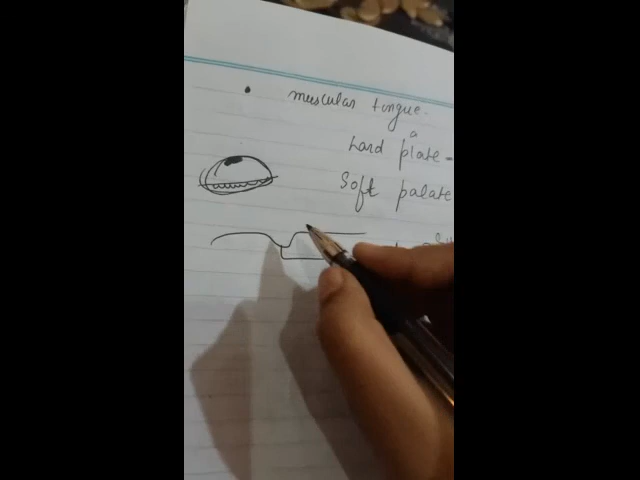 • muscular tongue.
a
hard plate -
Soft palate